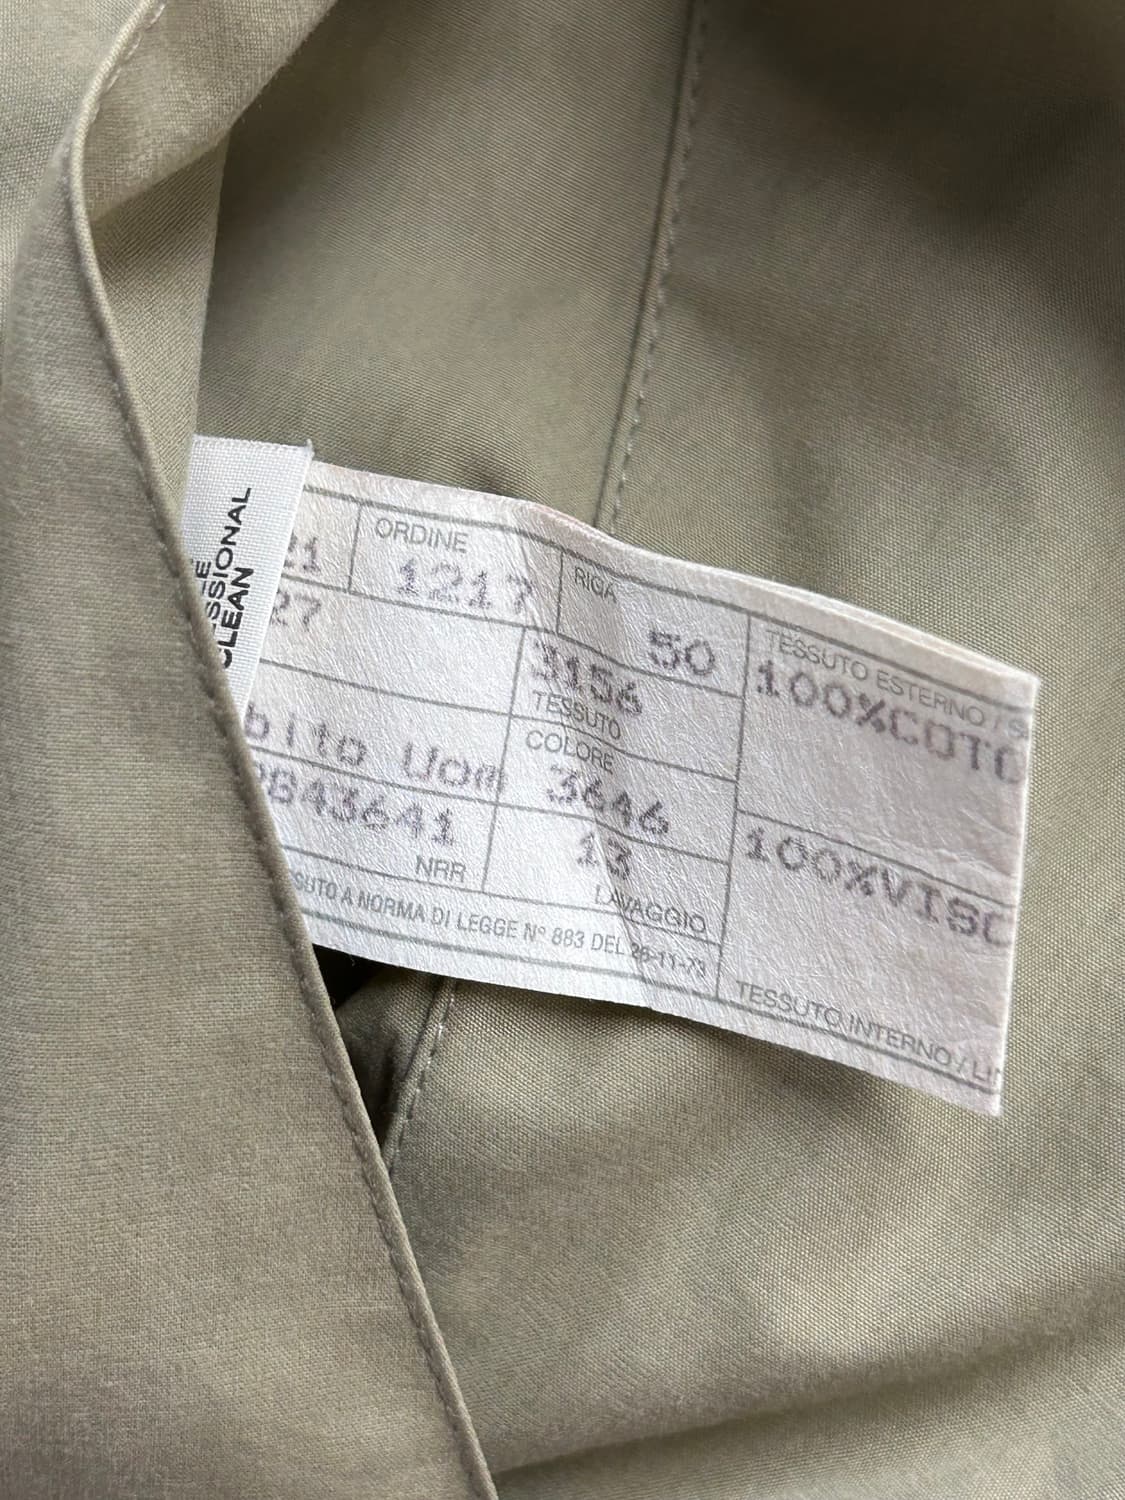 CLEAN
21
ORDINE
1217
RIGA
50
27
3156
TESSUTO
COLORE
3646
13
LAVAGGIO
bito Uom
2843641
NRR
SUTO A NORMA DI LEGGE N° 883 DEL 26-11-73
TESSUTO ESTERNO / S
100%COTO
100%VISC
TESSUTO INTERNO / LIN